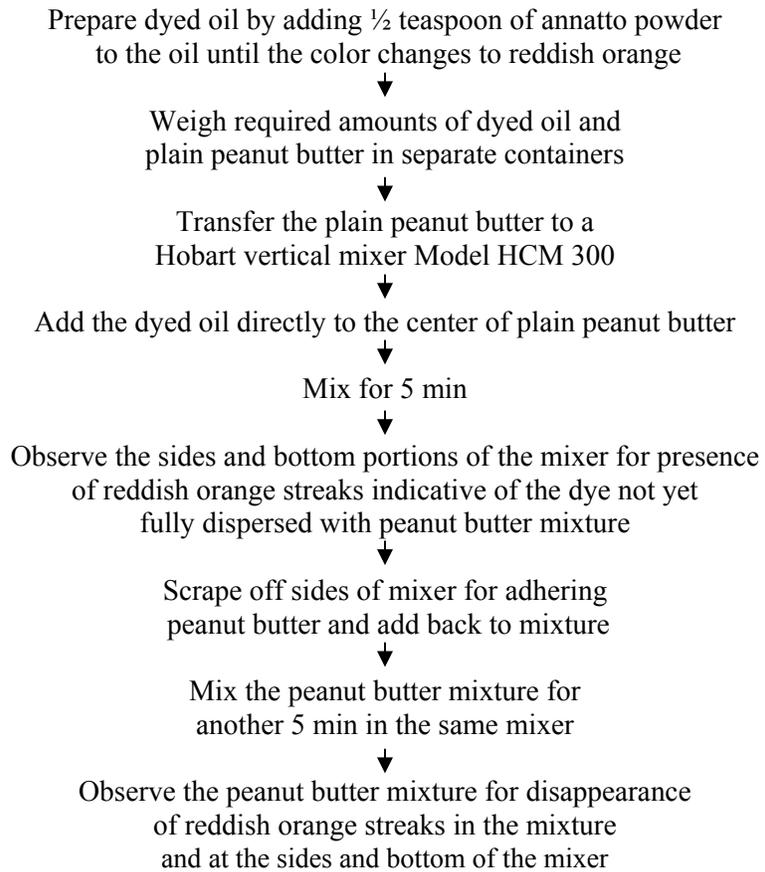 Prepare dyed oil by adding ½ teaspoon of annatto powder
to the oil until the color changes to reddish orange
Weigh required amounts of dyed oil and
plain peanut butter in separate containers
Transfer the plain peanut butter to a
Hobart vertical mixer Model HCM 300
Add the dyed oil directly to the center of plain peanut butter
Mix for 5 min
Observe the sides and bottom portions of the mixer for presence
of reddish orange streaks indicative of the dye not yet
fully dispersed with peanut butter mixture
Scrape off sides of mixer for adhering
peanut butter and add back to mixture
Mix the peanut butter mixture for
another 5 min in the same mixer
Observe the peanut butter mixture for disappearance
of reddish orange streaks in the mixture
and at the sides and bottom of the mixer